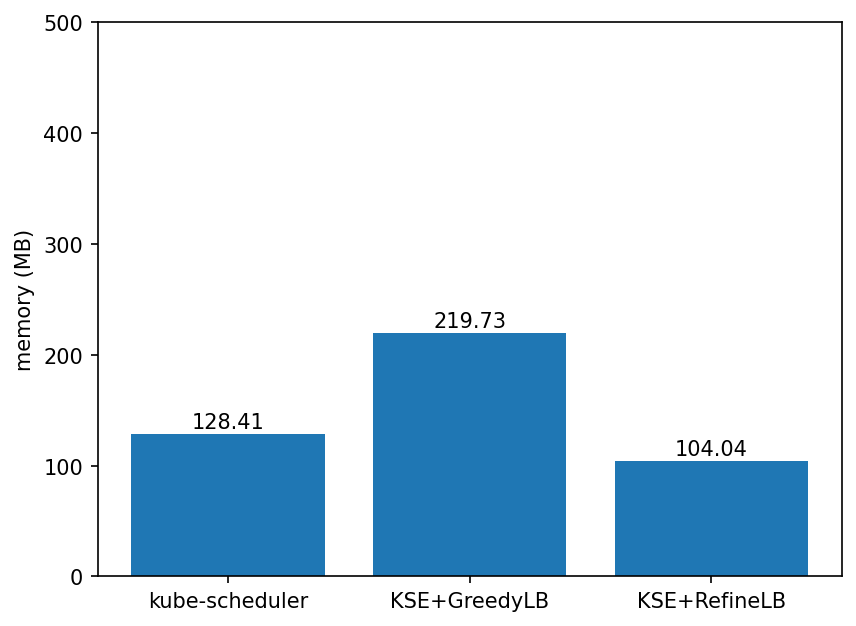 500
400
300
200
100
0
memory (MB)
128.41
219.73
104.04
kube-scheduler
KSE+GreedyLB
KSE+RefineLB